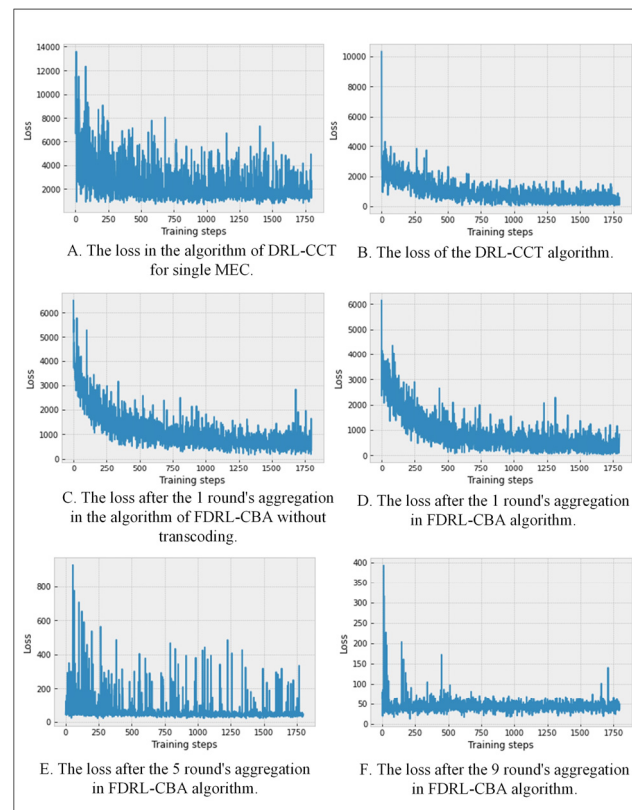 14000
12000
10000
8000
6000
4000
2000
Loss
0 250 500 750 1000 1250 1500 1750
Training steps
A. The loss in the algorithm of DRL-CCT
for single MEC.
10000
8000
6000
4000
2000
0
Loss
0 250 500 750 1000 1250 1500 1750
Training steps
B. The loss of the DRL-CCT algorithm.
6000
5000
4000
3000
2000
1000
0
Loss
0 250 500 750 1000 1250 1500 1750
Training steps
C. The loss after the 1 round's aggregation
in the algorithm of FDRL-CBA without
transcoding.
6000
5000
4000
3000
2000
1000
0
Loss
0 250 500 750 1000 1250 1500 1750
Training steps
D. The loss after the 1 round's aggregation
in FDRL-CBA algorithm.
800
600
400
200
0
Loss
0 250 500 750 1000 1250 1500 1750
Training steps
E. The loss after the 5 round's aggregation
in FDRL-CBA algorithm.
400
350
300
250
200
150
100
50
0
Loss
0 250 500 750 1000 1250 1500 1750
Training steps
F. The loss after the 9 round's aggregation
in FDRL-CBA algorithm.